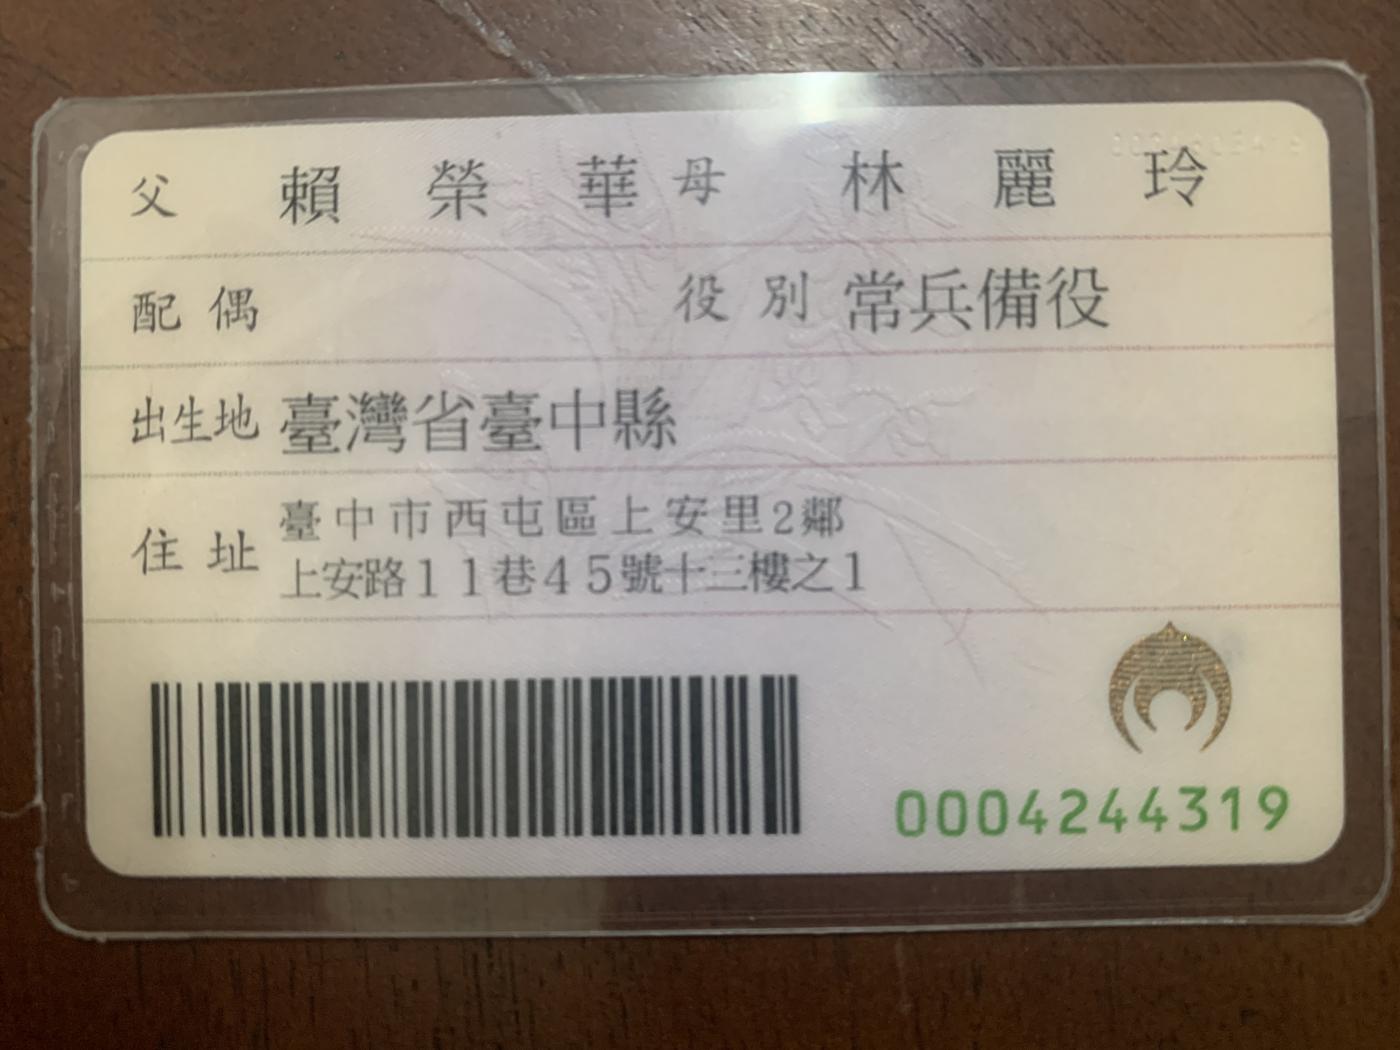 父 賴榮華 母 林麗玲
配偶 役別 常兵備役
出生地 臺灣省臺中縣
住址 臺中市西屯區上安里2鄰
上安路11巷45號十三樓之1
0004244319